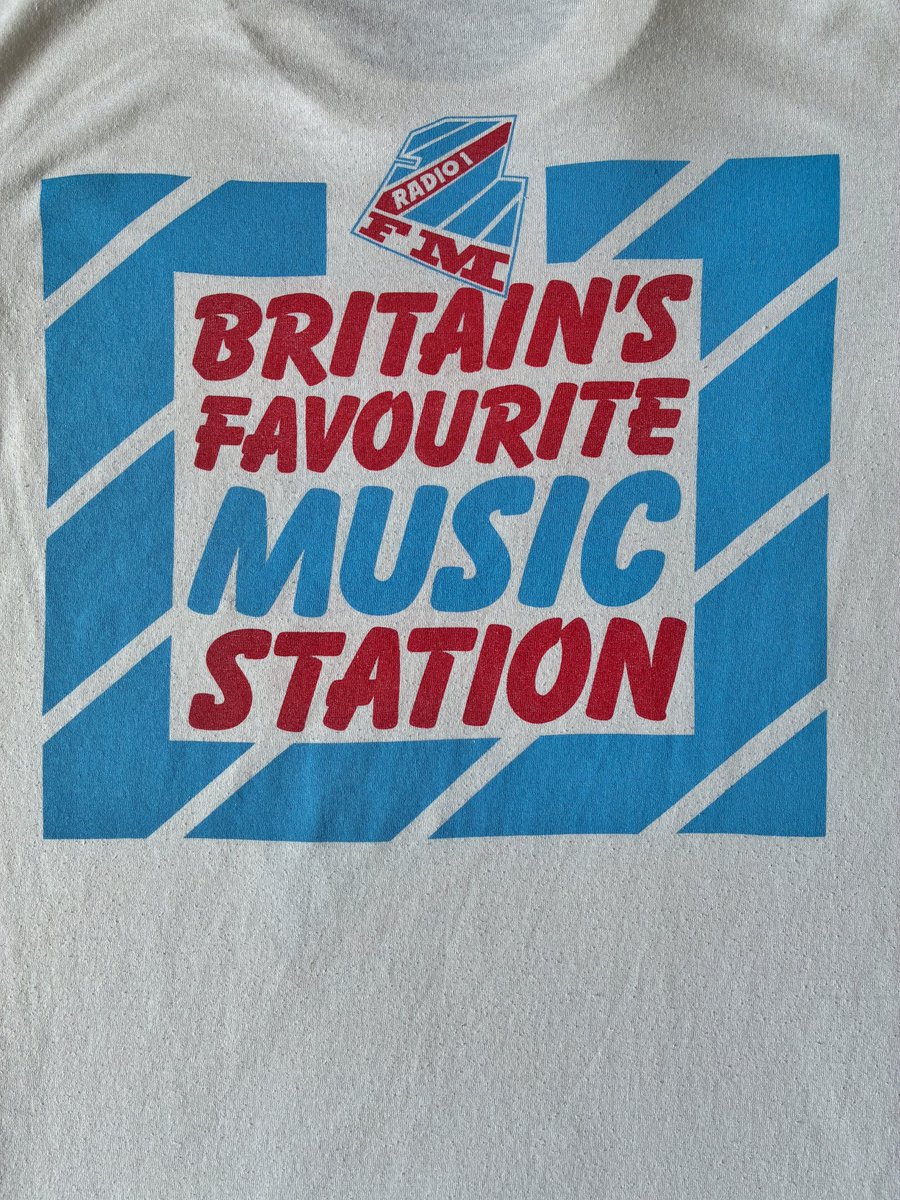 RADIO 1
FM
BRITAIN'S
FAVOURITE
MUSIC
STATION